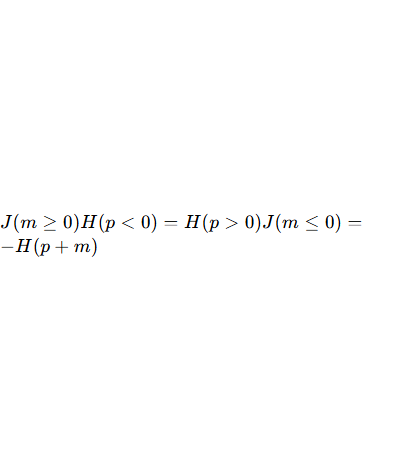 J(m ≥ 0)H(p < 0) = H(p > 0)J(m ≤ 0) =
−H(p + m)